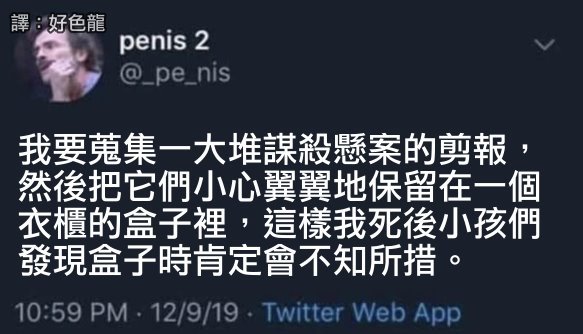 譯：好色龍
penis 2
@_pe_nis
我要蒐集一大堆謀殺懸案的剪報，
然後把它們小心翼翼地保留在一個
衣櫃的盒子裡，這樣我死後小孩們
發現盒子時肯定會不知所措。
10:59 PM · 12/9/19 · Twitter Web App